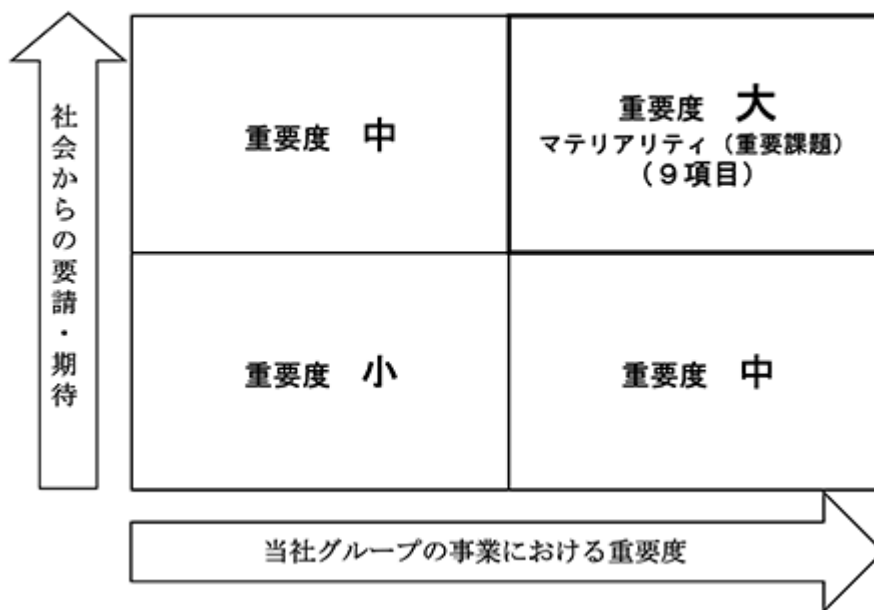 社会からの要請・期待
重要度　中
重要度　大
マテリアリティ（重要課題）
（９項目）
重要度　小
重要度　中
当社グループの事業における重要度